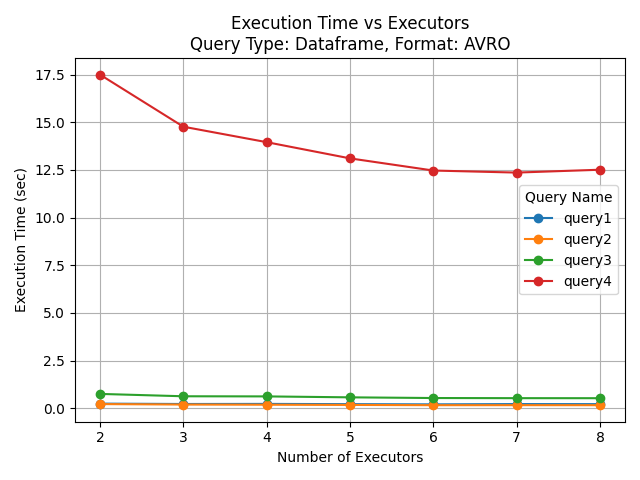 Execution Time vs Executors
Query Type: Dataframe, Format: AVRO
Execution Time (sec)
17.5
15.0
12.5
10.0
7.5
5.0
2.5
0.0
Query Name
query1
query2
query3
query4
2 3 4 5 6 7 8
Number of Executors